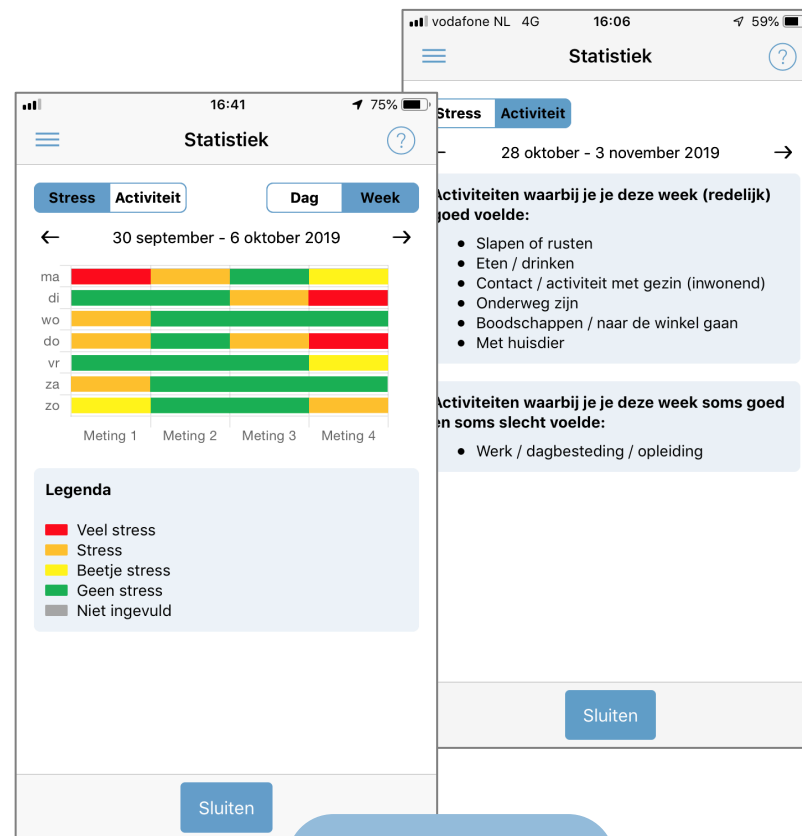 vodafone NL 4G 16:06 59%
Statistiek ?
Stress Activiteit
28 oktober - 3 november 2019
Activiteiten waarbij je je deze week (redelijk)
goed voelde:
Slapen of rusten
Eten / drinken
Contact / activiteit met gezin (inwonend)
Onderweg zijn
Boodschappen / naar de winkel gaan
Met huisdier
Activiteiten waarbij je je deze week soms goed
en soms slecht voelde:
Werk / dagbesteding / opleiding
Sluiten
16:41 75%
Statistiek ?
Stress Activiteit Dag Week
30 september - 6 oktober 2019
ma
di
wo
do
vr
za
zo
Meting 1 Meting 2 Meting 3 Meting 4
Legenda
Veel stress
Stress
Beetje stress
Geen stress
Niet ingevuld
Sluiten